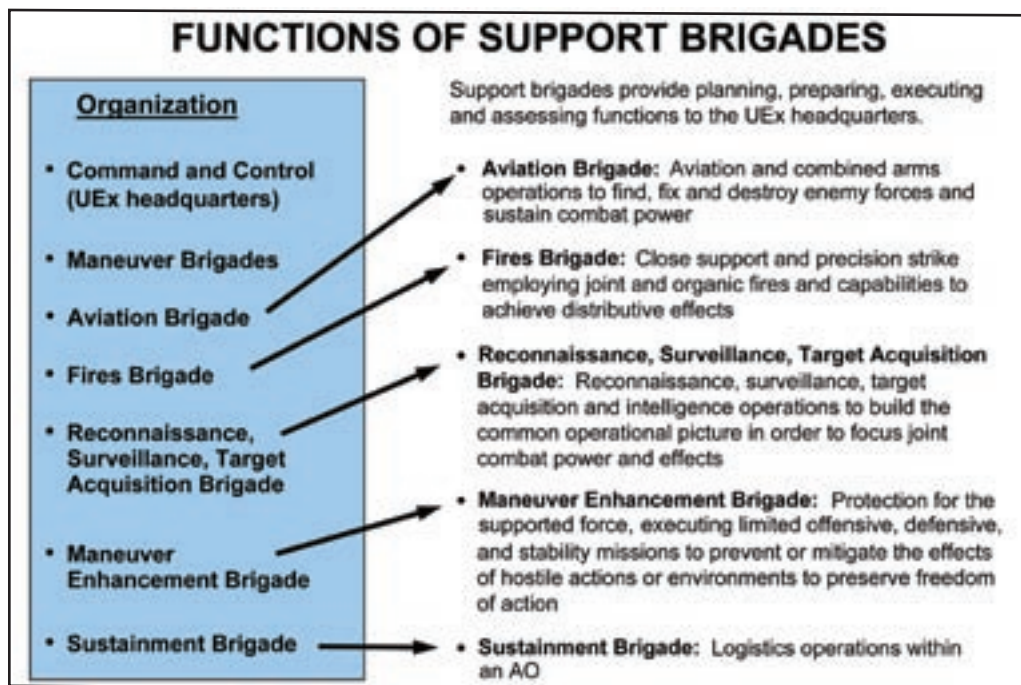 FUNCTIONS OF SUPPORT BRIGADES
Organization
• Command and Control
(UEx headquarters)
• Maneuver Brigades
• Aviation Brigade
• Fires Brigade
• Reconnaissance,
Surveillance, Target
Acquisition Brigade
• Maneuver
Enhancement Brigade
• Sustainment Brigade
Support brigades provide planning, preparing, executing
and assessing functions to the UEx headquarters.
• Aviation Brigade: Aviation and combined arms
operations to find, fix and destroy enemy forces and
sustain combat power
• Fires Brigade: Close support and precision strike
employing joint and organic fires and capabilities to
achieve distributive effects
• Reconnaissance, Surveillance, Target Acquisition
Brigade: Reconnaissance, surveillance, target
acquisition and intelligence operations to build the
common operational picture in order to focus joint
combat power and effects
• Maneuver Enhancement Brigade: Protection for the
supported force, executing limited offensive, defensive,
and stability missions to prevent or mitigate the effects
of hostile actions or environments to preserve freedom
of action
• Sustainment Brigade: Logistics operations within
an AO